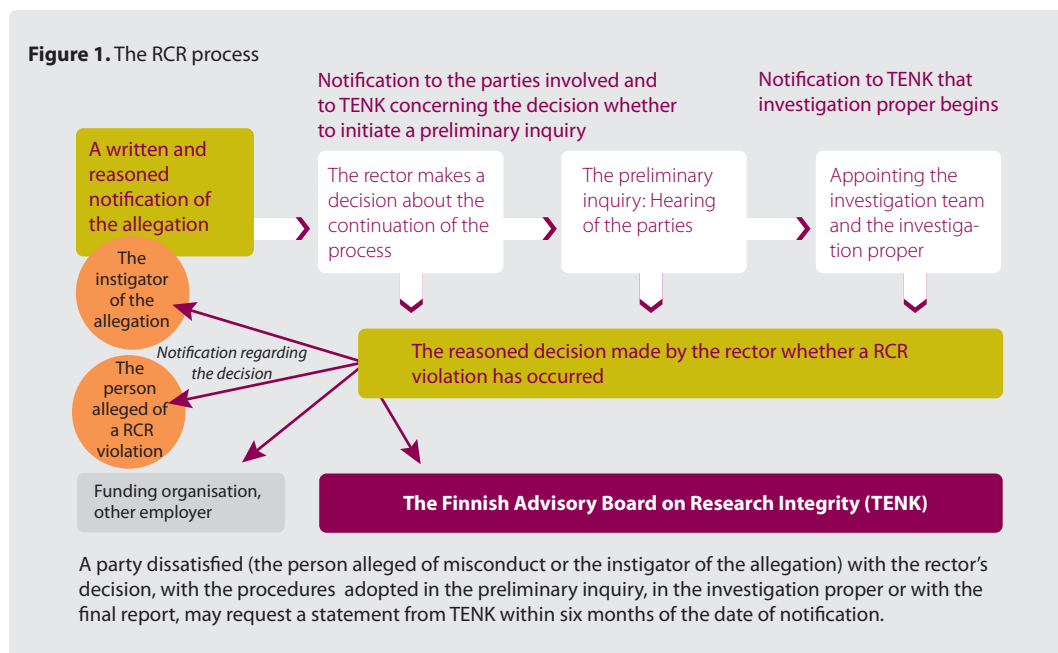 Figure 1. The RCR process
Notification to the parties involved and
to TENK concerning the decision whether
to initiate a preliminary inquiry
Notification to TENK that
investigation proper begins
A written and
reasoned
notification of
the allegation
The rector makes a
decision about the
continuation of the
process
The preliminary
inquiry: Hearing
of the parties
Appointing the
investigation team
and the investiga-
tion proper
The
instigator
of the
allegation
Notification regarding
the decision
The
person
alleged of
a RCR
violation
The reasoned decision made by the rector whether a RCR
violation has occurred
Funding organisation,
other employer
The Finnish Advisory Board on Research Integrity (TENK)
A party dissatisfied (the person alleged of misconduct or the instigator of the allegation) with the rector's
decision, with the procedures adopted in the preliminary inquiry, in the investigation proper or with the
final report, may request a statement from TENK within six months of the date of notification.